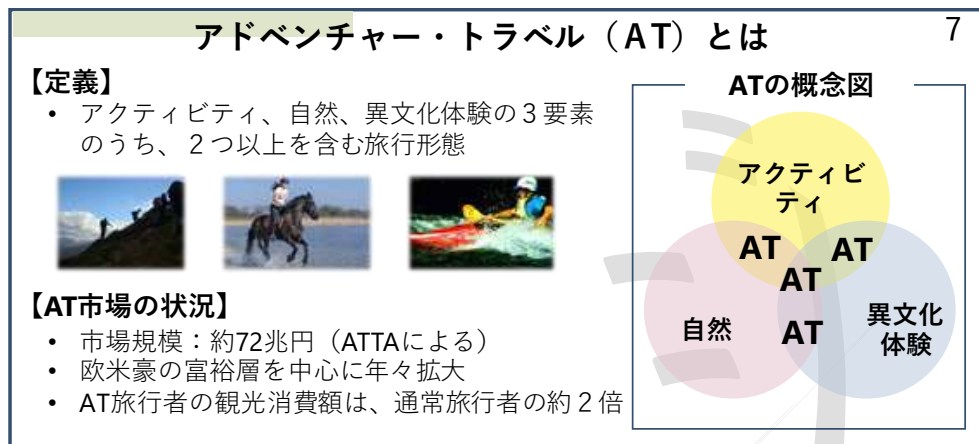 アドベンチャー・トラベル（AT）とは
7
【定義】
• アクティビティ、自然、異文化体験の３要素
のうち、２つ以上を含む旅行形態
【AT市場の状況】
• 市場規模：約72兆円（ATTAによる）
• 欧米豪の富裕層を中心に年々拡大
• AT旅行者の観光消費額は、通常旅行者の約２倍
ATの概念図
アクティビ
ティ
AT
AT
AT
自然
AT
異文化
体験